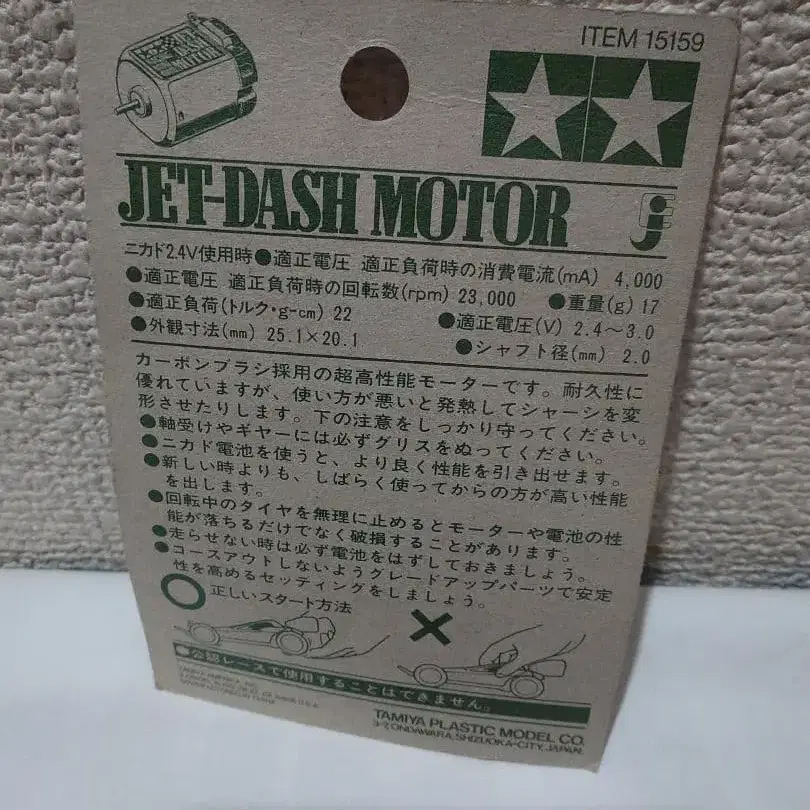 ITEM 15159
JET-DASH MOTOR
ニカド2.4V使用時●適正電圧 適正負荷時の消費電流(mA) 4,000
●適正電圧 適正負荷時の回転数(rpm) 23,000 ●重量(g) 17
●適正負荷(トルク・g-cm) 22 ●適正電圧(V) 2.4〜3.0
●外観寸法(mm) 25.1×20.1 ●シャフト径(mm) 2.0
カーボンブラシ採用の超高性能モーターです。耐久性に
優れていますが、使い方が悪いと発熱してシャーシを変
形させたりします。下の注意をしっかり守ってください。
●軸受けやギヤーには必ずグリスをぬってください。
●ニカド電池を使うと、より良く性能を引き出せます。
●新しい時よりも、しばらく使ってからの方が高い性能
を出します。
●回転中のタイヤを無理に止めるとモーターや電池の性
能が落ちるだけでなく破損することがあります。
●走らせない時は必ず電池をはずしておきましょう。
●コースアウトしないようグレードアップパーツで安定
性を高めるセッティングをしましょう。
正しいスタート方法
●公認レースで使用することはできません。
TAMIYA PLASTIC MODEL CO.
3-7, ONDAWARA, SHIZUOKA-CITY, JAPAN.